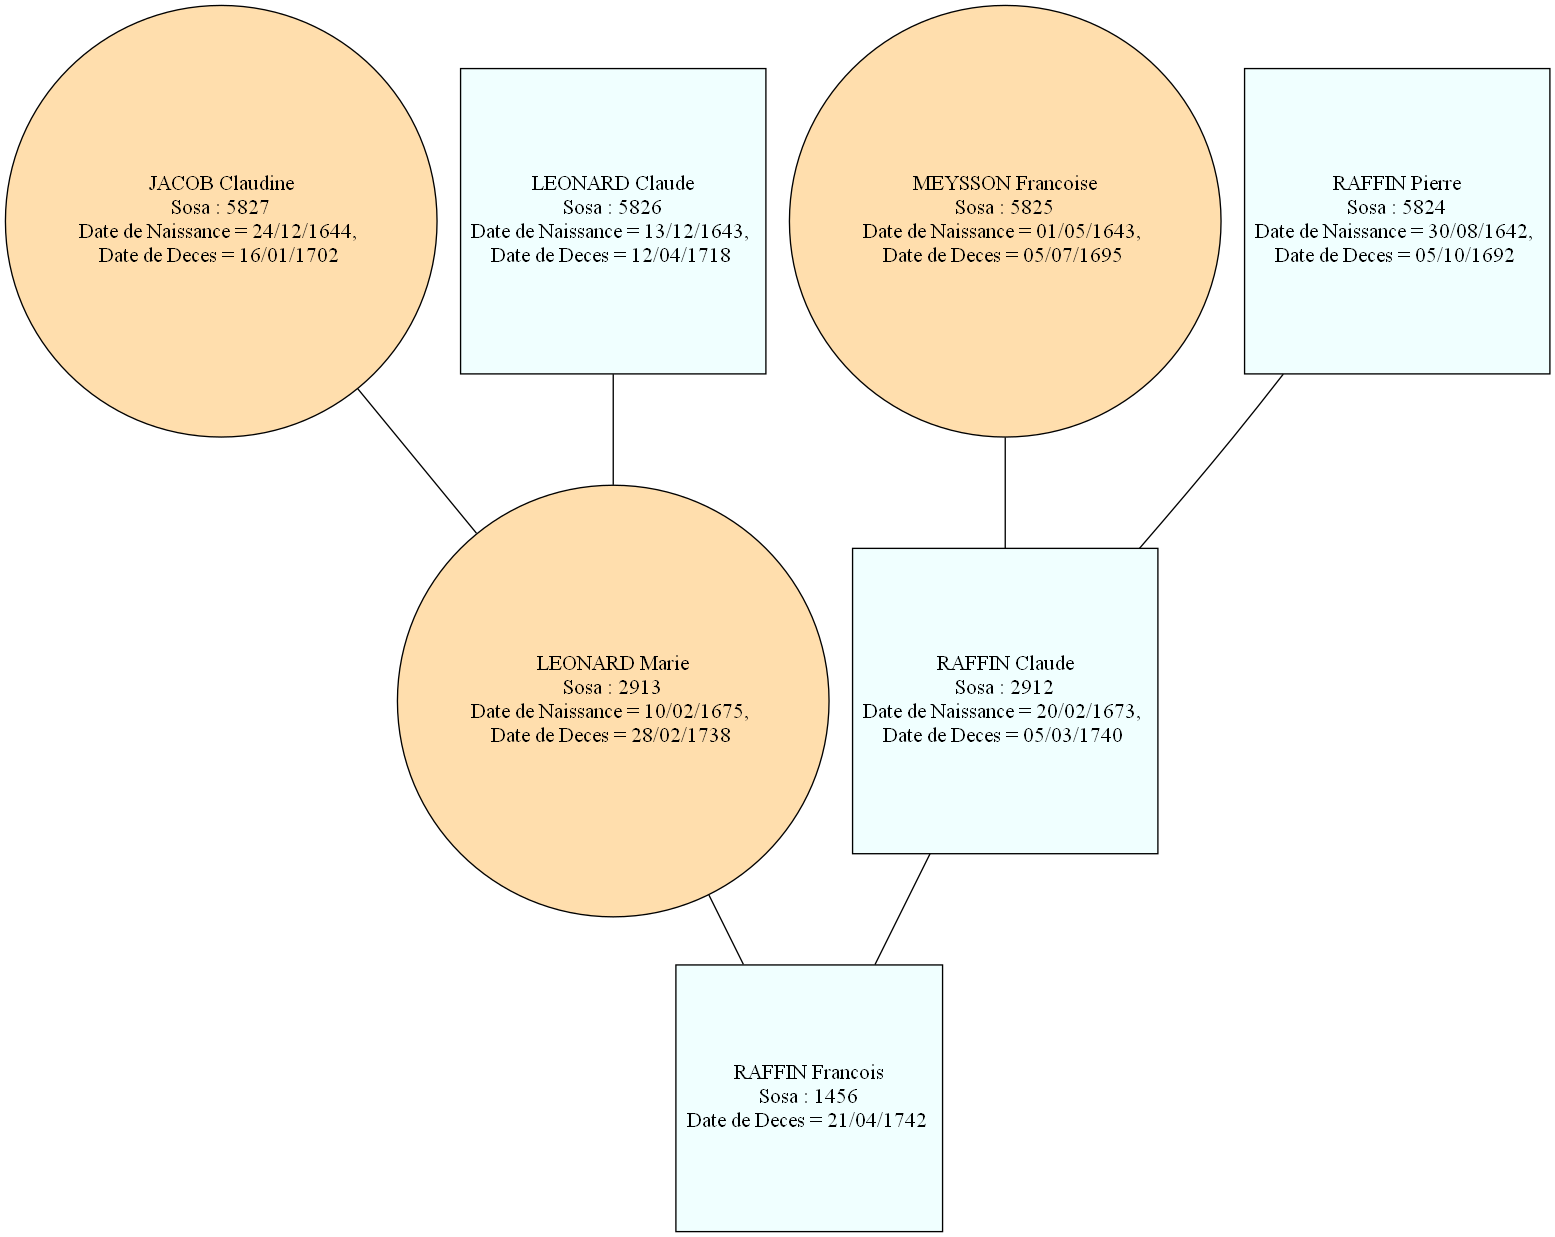 JACOB Claudine
Sosa : 5827
Date de Naissance = 24/12/1644,
Date de Deces = 16/01/1702
LEONARD Claude
Sosa : 5826
Date de Naissance = 13/12/1643,
Date de Deces = 12/04/1718
MEYSSON Francoise
Sosa : 5825
Date de Naissance = 01/05/1643,
Date de Deces = 05/07/1695
RAFFIN Pierre
Sosa : 5824
Date de Naissance = 30/08/1642,
Date de Deces = 05/10/1692
LEONARD Marie
Sosa : 2913
Date de Naissance = 10/02/1675,
Date de Deces = 28/02/1738
RAFFIN Claude
Sosa : 2912
Date de Naissance = 20/02/1673,
Date de Deces = 05/03/1740
RAFFIN Francois
Sosa : 1456
Date de Deces = 21/04/1742